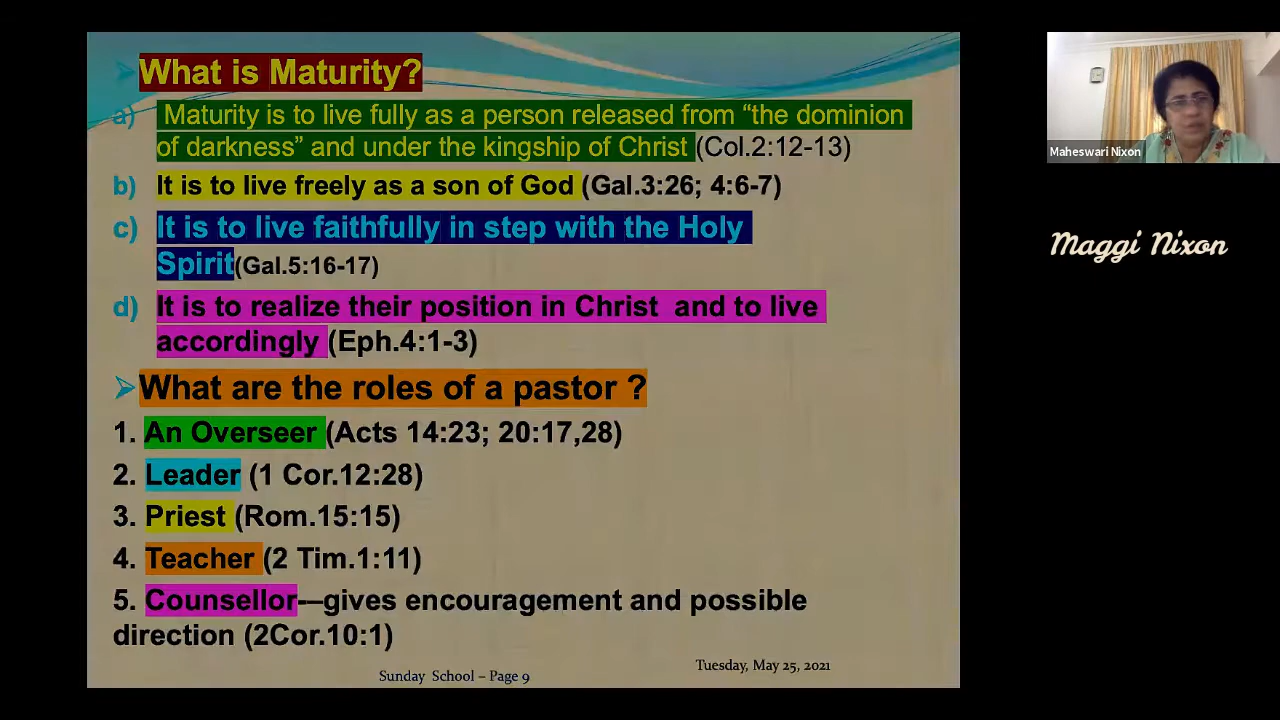 What is Maturity?
a) Maturity is to live fully as a person released from “the dominion
of darkness” and under the kingship of Christ (Col.2:12-13)
b) It is to live freely as a son of God (Gal.3:26; 4:6-7)
c) It is to live faithfully in step with the Holy
Spirit(Gal.5:16-17)
d) It is to realize their position in Christ and to live
accordingly (Eph.4:1-3)
What are the roles of a pastor ?
1. An Overseer (Acts 14:23; 20:17,28)
2. Leader (1 Cor.12:28)
3. Priest (Rom.15:15)
4. Teacher (2 Tim.1:11)
5. Counsellor-–gives encouragement and possible
direction (2Cor.10:1)
Sunday School – Page 9
Tuesday, May 25, 2021
Maheswari Nixon
Maggi Nixon